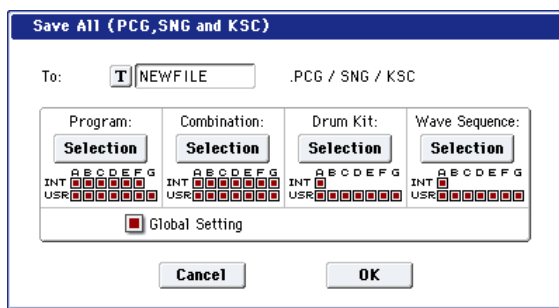 Save All (PCG,SNG and KSC)
To: T NEWFILE .PCG / SNG / KSC
Program: Combination: Drum Kit: Wave Sequence:
Selection Selection Selection Selection
A B C D E F G A B C D E F G A B C D E F G A B C D E F G
INT INT INT INT
USR USR USR USR
Global Setting
Cancel OK